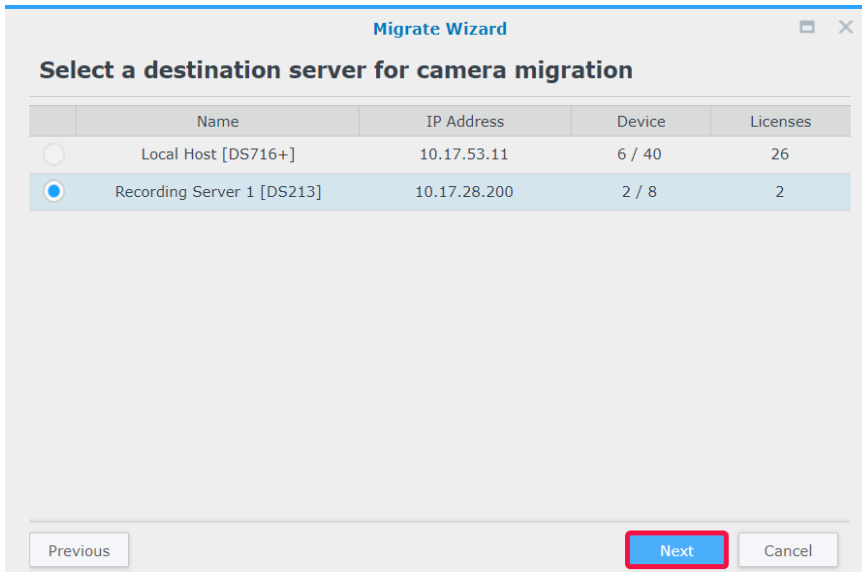 Migrate Wizard
Select a destination server for camera migration
Name IP Address Device Licenses
Local Host [DS716+] 10.17.53.11 6 / 40 26
Recording Server 1 [DS213] 10.17.28.200 2 / 8 2
Previous Next Cancel